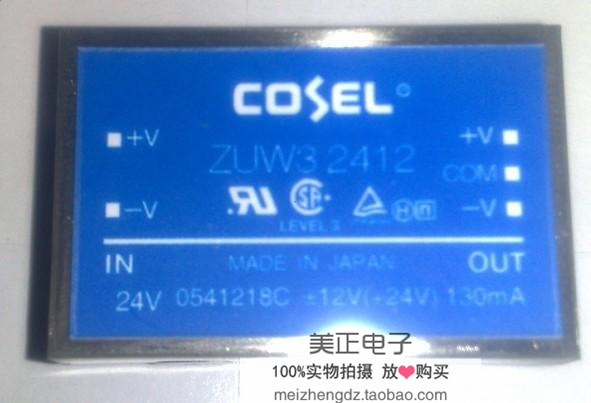 COSEL®
+V +V
ZUW3 2412
COM
-V LEVEL 3 -V
IN MADE IN JAPAN OUT
24V 0541218C ±12V(+24V) 130mA
美正电子
100%实物拍摄 放❤购买
meizhengdz.taobao.com